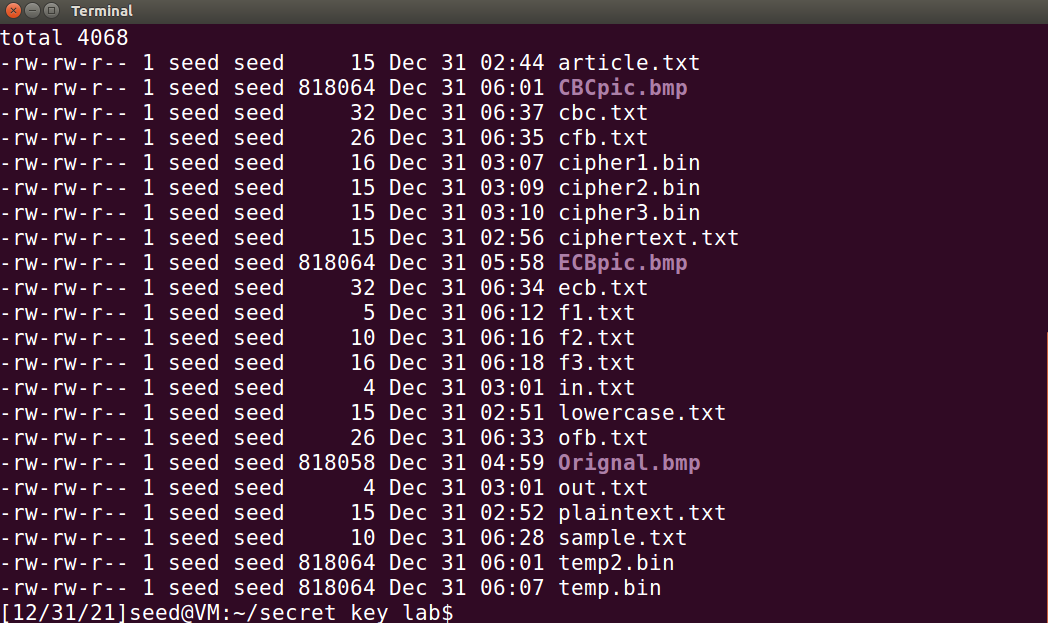 Terminal
total 4068
-rw-rw-r-- 1 seed seed     15 Dec 31 02:44 article.txt
-rw-rw-r-- 1 seed seed 818064 Dec 31 06:01 CBCpic.bmp
-rw-rw-r-- 1 seed seed     32 Dec 31 06:37 cbc.txt
-rw-rw-r-- 1 seed seed     26 Dec 31 06:35 cfb.txt
-rw-rw-r-- 1 seed seed     16 Dec 31 03:07 cipher1.bin
-rw-rw-r-- 1 seed seed     15 Dec 31 03:09 cipher2.bin
-rw-rw-r-- 1 seed seed     15 Dec 31 03:10 cipher3.bin
-rw-rw-r-- 1 seed seed     15 Dec 31 02:56 ciphertext.txt
-rw-rw-r-- 1 seed seed 818064 Dec 31 05:58 ECBpic.bmp
-rw-rw-r-- 1 seed seed     32 Dec 31 06:34 ecb.txt
-rw-rw-r-- 1 seed seed      5 Dec 31 06:12 f1.txt
-rw-rw-r-- 1 seed seed     10 Dec 31 06:16 f2.txt
-rw-rw-r-- 1 seed seed     16 Dec 31 06:18 f3.txt
-rw-rw-r-- 1 seed seed      4 Dec 31 03:01 in.txt
-rw-rw-r-- 1 seed seed     15 Dec 31 02:51 lowercase.txt
-rw-rw-r-- 1 seed seed     26 Dec 31 06:33 ofb.txt
-rw-rw-r-- 1 seed seed 818058 Dec 31 04:59 Orignal.bmp
-rw-rw-r-- 1 seed seed      4 Dec 31 03:01 out.txt
-rw-rw-r-- 1 seed seed     15 Dec 31 02:52 plaintext.txt
-rw-rw-r-- 1 seed seed     10 Dec 31 06:28 sample.txt
-rw-rw-r-- 1 seed seed 818064 Dec 31 06:01 temp2.bin
-rw-rw-r-- 1 seed seed 818064 Dec 31 06:07 temp.bin
[12/31/21]seed@VM:~/secret key lab$